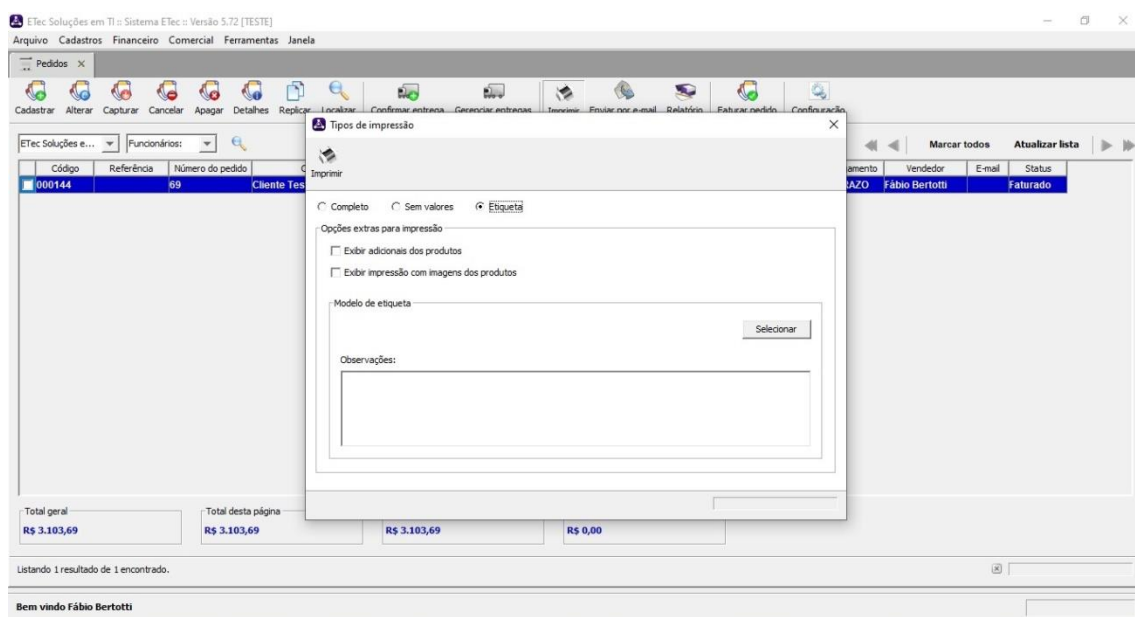 ETec Soluções em TI :: Sistema ETec :: Versão 5.72 [TESTE]
Arquivo Cadastros Financeiro Comercial Ferramentas Janela
Pedidos
Cadastrar Alterar Capturar Cancelar Apagar Detalhes Replicar Localizar Confirmar entrega Gerenciar entregas Imprimir Enviar por e-mail Relatório Faturar pedido Configuração
Tipos de impressão
ETec Soluções e... Funcionários:
Marcar todos Atualizar lista
Imprimir
Código Referência Número do pedido C
amento Vendedor E-mail Status
000144 69 Cliente Tes
RAZO Fábio Bertotti Faturado
Completo Sem valores Etiqueta
Opções extras para impressão
Exibir adicionais dos produtos
Exibir impressão com imagens dos produtos
Modelo de etiqueta
Selecionar
Observações:
Total geral Total desta página
R$ 3.103,69 R$ 3.103,69 R$ 3.103,69 R$ 0,00
Listando 1 resultado de 1 encontrado.
Bem vindo Fábio Bertotti